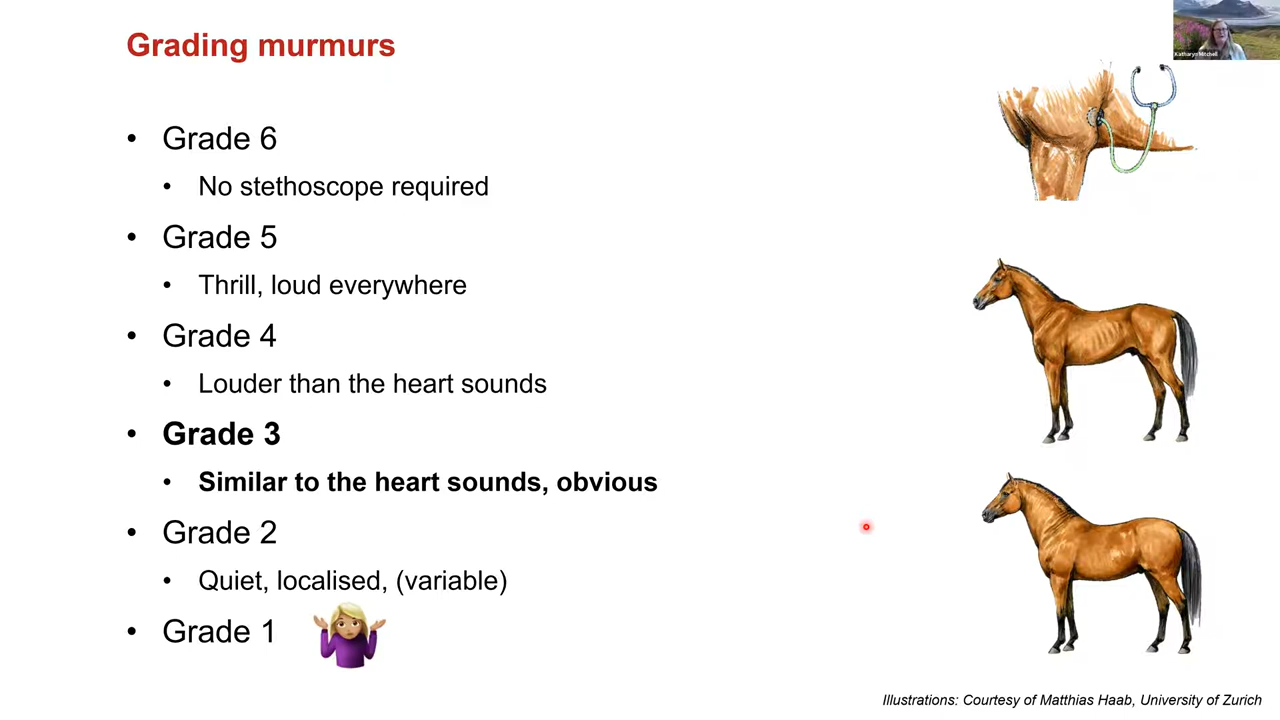 Grading murmurs
Katharyn Mitchell
• Grade 6
• No stethoscope required
• Grade 5
• Thrill, loud everywhere
• Grade 4
• Louder than the heart sounds
• Grade 3
• Similar to the heart sounds, obvious
• Grade 2
• Quiet, localised, (variable)
• Grade 1
Illustrations: Courtesy of Matthias Haab, University of Zurich